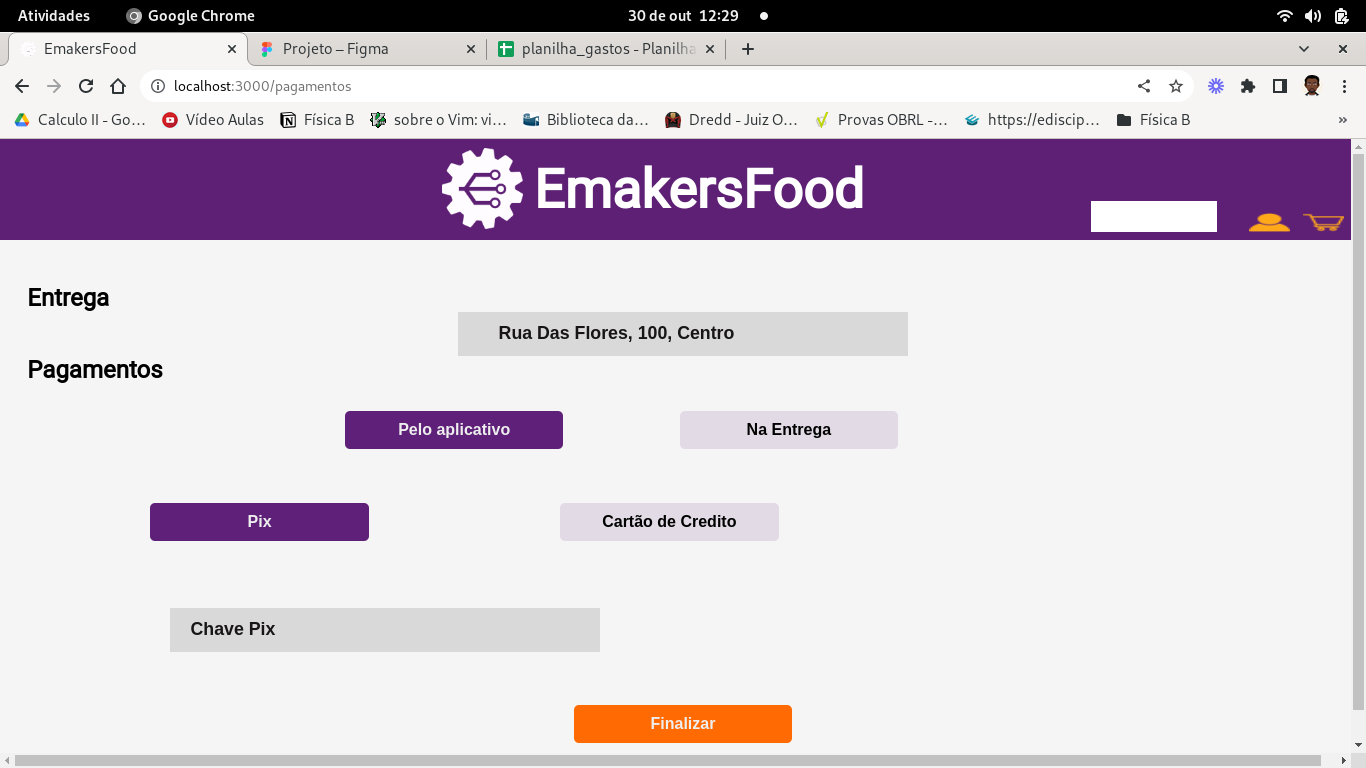 Atividades Google Chrome 30 de out 12:29
EmakersFood Projeto – Figma planilha_gastos - Planilha
localhost:3000/pagamentos
Calculo II - Go… Vídeo Aulas Física B sobre o Vim: vi… Biblioteca da… Dredd - Juiz O… Provas OBRL -… https://ediscip… Física B »
EmakersFood
Entrega
Rua Das Flores, 100, Centro
Pagamentos
Pelo aplicativo Na Entrega
Pix Cartão de Credito
Chave Pix
Finalizar